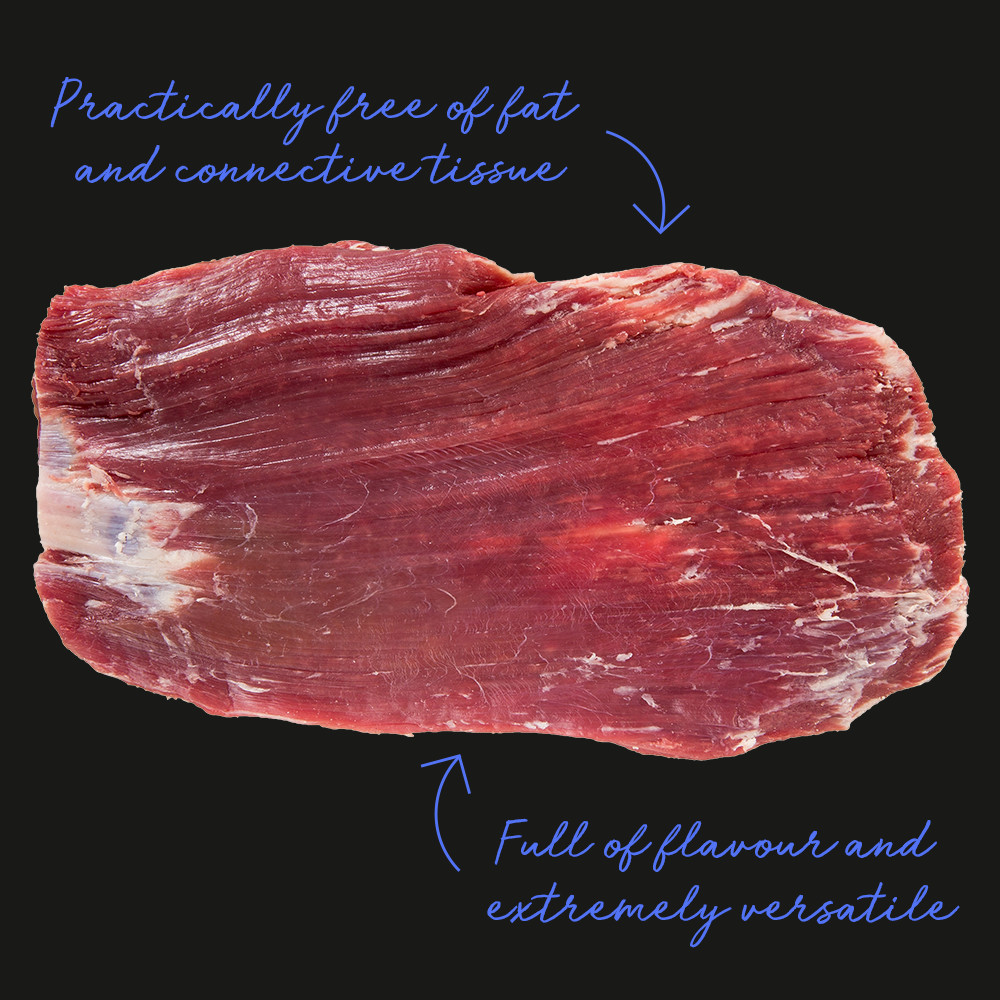 Practically free of fat
and connective tissue
Full of flavour and
extremely versatile